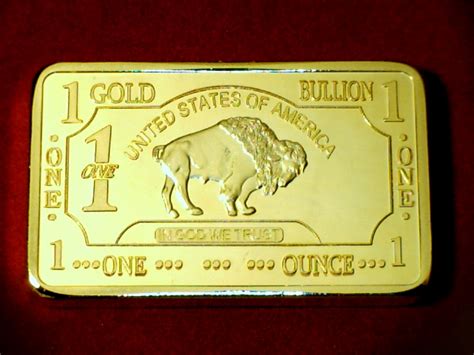 1 GOLD BULLION 1
UNITED STATES OF AMERICA
ONE
1
ONE
ONE
IN GOD WE TRUST
1 ONE OUNCE 1